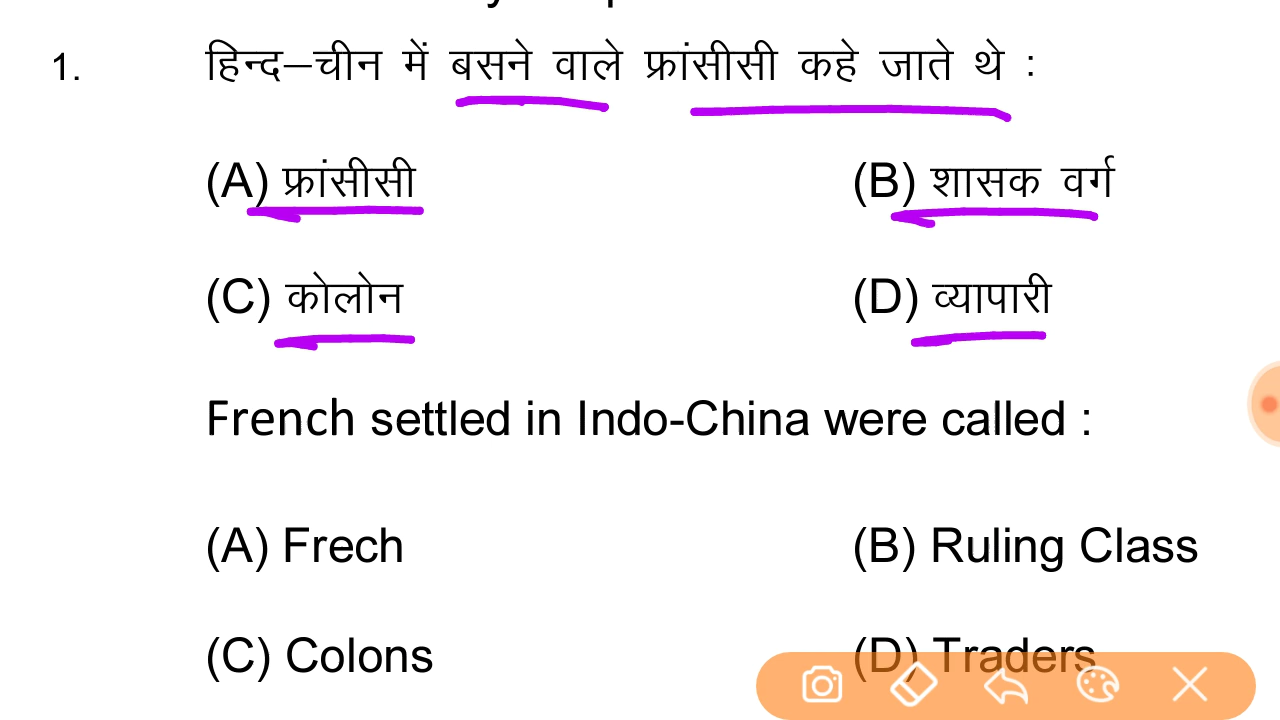 1. हिन्द–चीन में बसने वाले फ्रांसीसी कहे जाते थे :
(A) फ्रांसीसी (B) शासक वर्ग
(C) कोलोन (D) व्यापारी
French settled in Indo-China were called :
(A) Frech (B) Ruling Class
(C) Colons (D) Traders